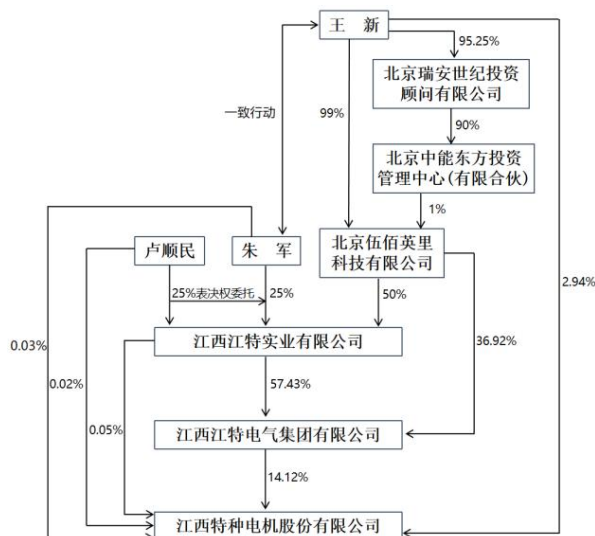 王 新
95.25%
北京瑞安世纪投资
顾问有限公司
一致行动
99%
90%
北京中能东方投资
管理中心(有限合伙)
1%
卢顺民
朱 军
北京伍佰英里
科技有限公司
2.94%
25%表决权委托
25%
50%
0.03%
江西江特实业有限公司
36.92%
0.02%
57.43%
0.05%
江西江特电气集团有限公司
14.12%
江西特种电机股份有限公司